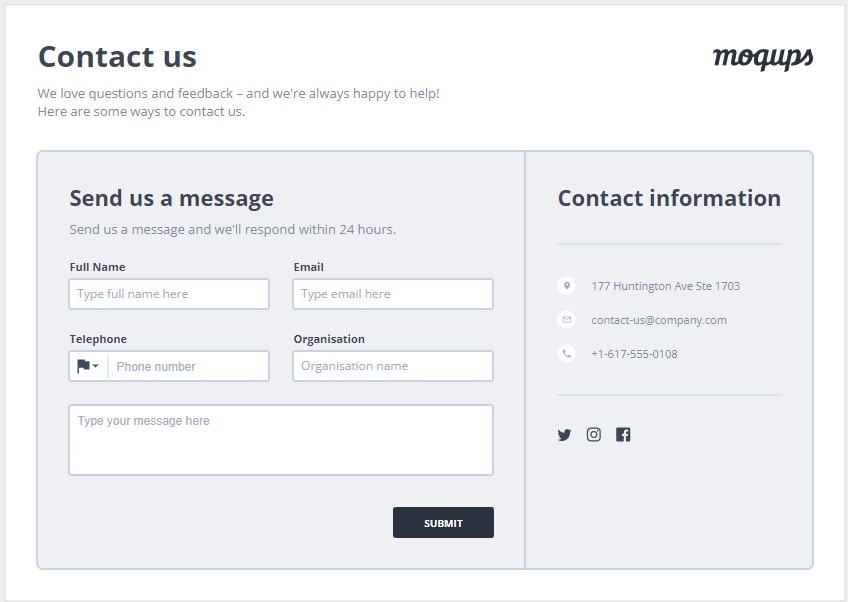 Contact us
moqups
We love questions and feedback – and we're always happy to help!
Here are some ways to contact us.
Send us a message
Send us a message and we'll respond within 24 hours.
Full Name
Email
Type full name here
Type email here
Telephone
Organisation
Phone number
Organisation name
Type your message here
SUBMIT
Contact information
177 Huntington Ave Ste 1703
contact-us@company.com
+1-617-555-0108